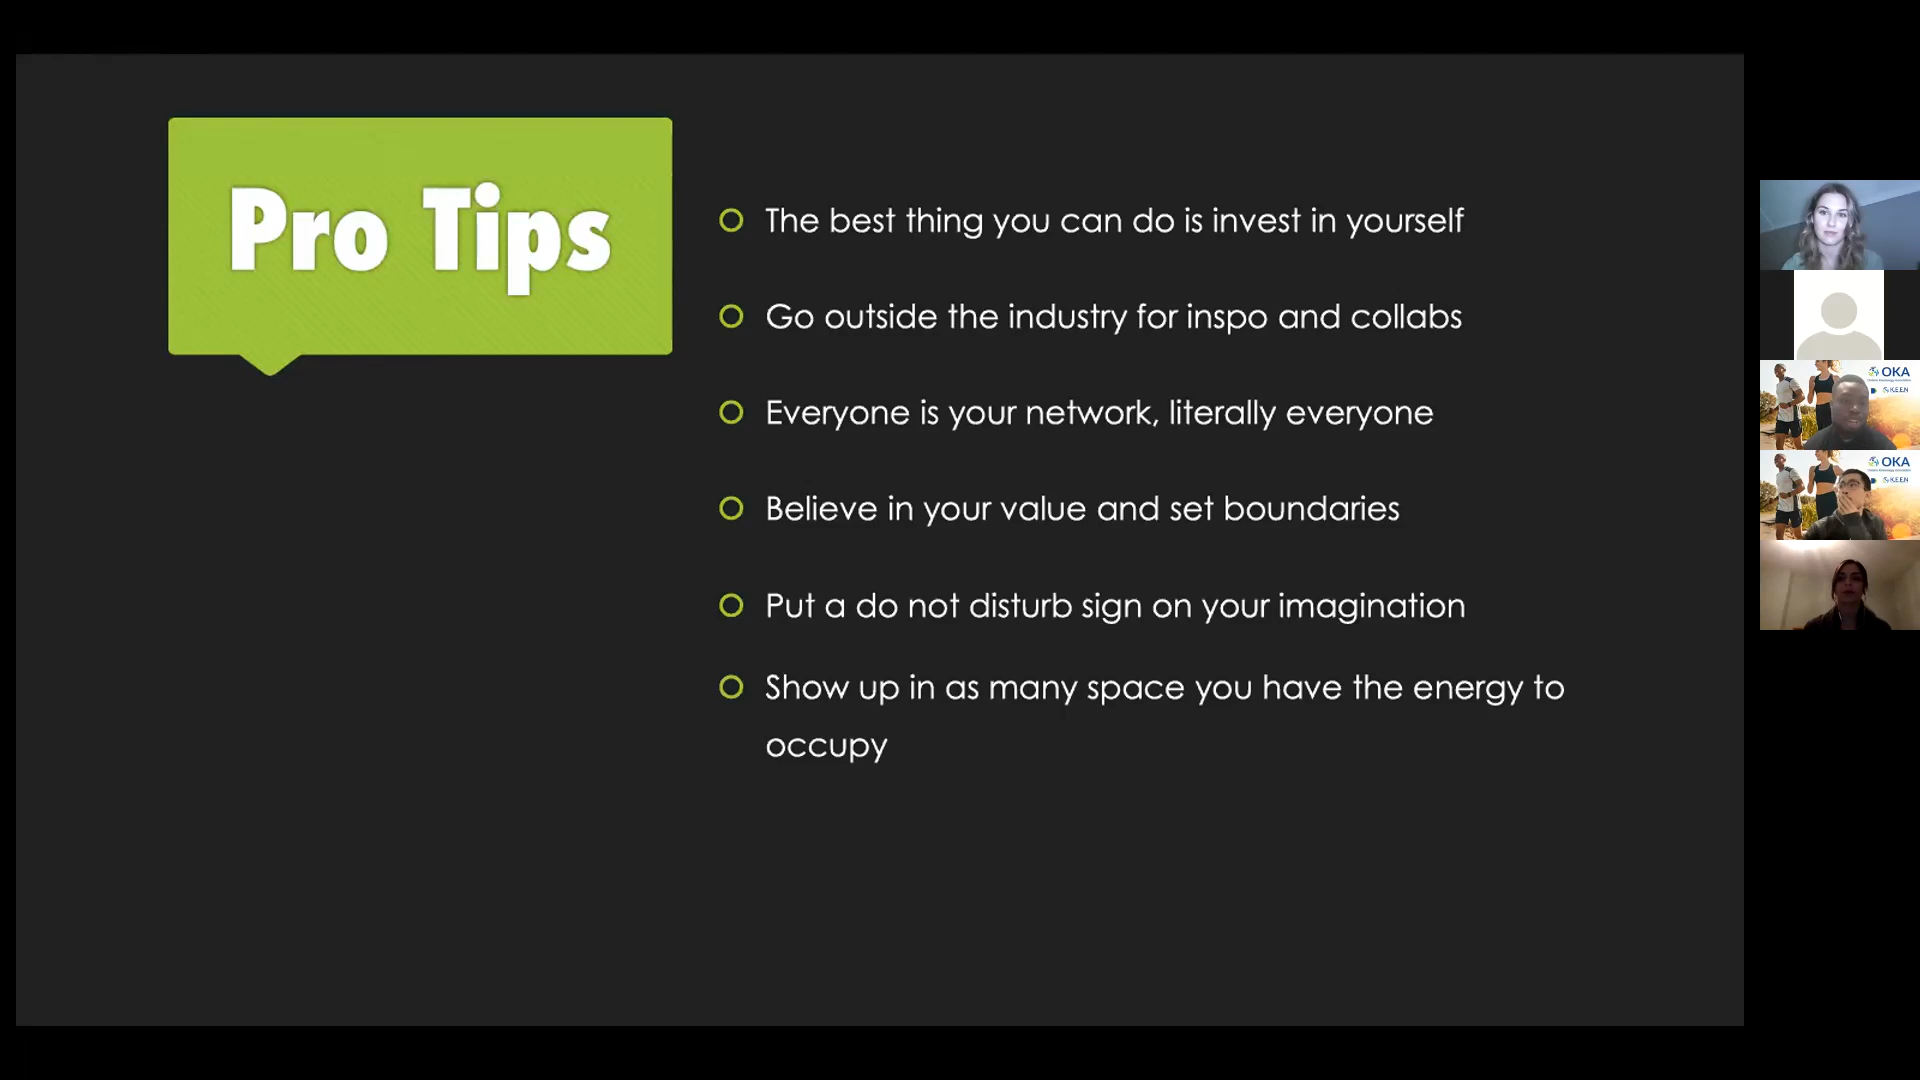 Pro Tips
The best thing you can do is invest in yourself
Go outside the industry for inspo and collabs
Everyone is your network, literally everyone
Believe in your value and set boundaries
Put a do not disturb sign on your imagination
Show up in as many space you have the energy to
occupy
OKA
K.E.E.N
OKA
K.E.E.N